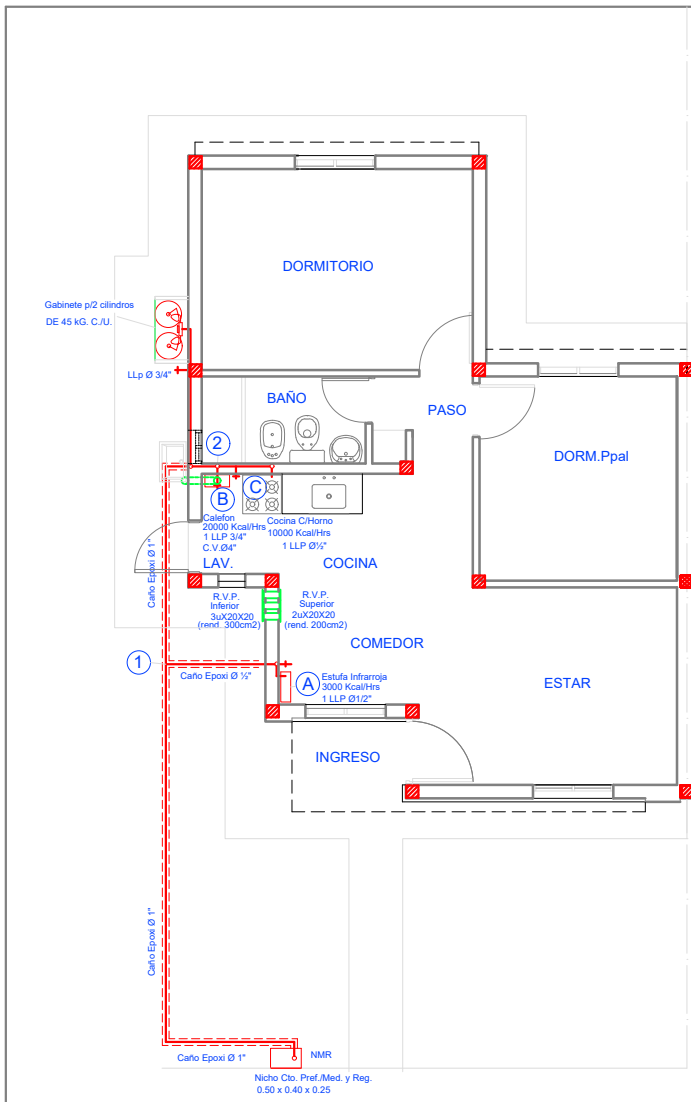 DORMITORIO
Gabinete p/2 cilindros
DE 45 kG. C./U.
LLp Ø 3/4"
BAÑO
PASO
DORM.Ppal
2
B
C
Calefon
20000 Kcal/Hrs
1 LLP 3/4"
C.V.Ø4"
Cocina C/Horno
10000 Kcal/Hrs
1 LLP Ø½"
Caño Epoxi Ø 1"
LAV.
COCINA
R.V.P.
Inferior
3uX20X20
(rend. 300cm2)
R.V.P.
Superior
2uX20X20
(rend. 200cm2)
COMEDOR
1
Caño Epoxi Ø ½"
A
Estufa Infrarroja
3000 Kcal/Hrs
1 LLP Ø1/2"
ESTAR
INGRESO
Caño Epoxi Ø 1"
Caño Epoxi Ø 1"
NMR
Nicho Cto. Pref./Med. y Reg.
0.50 x 0.40 x 0.25